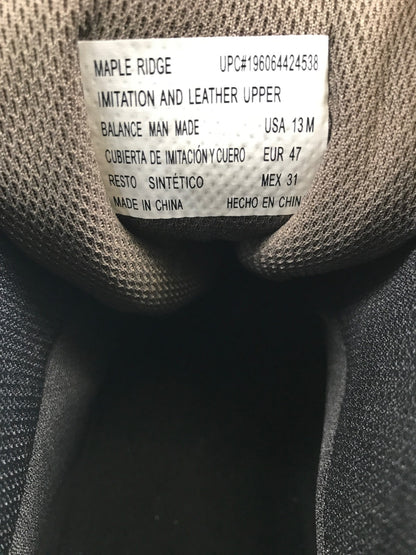 MAPLE RIDGE UPC#196064424538
IMITATION AND LEATHER UPPER
BALANCE MAN MADE USA 13 M
CUBIERTA DE IMITACIÓN Y CUERO EUR 47
RESTO SINTÉTICO MEX 31
MADE IN CHINA HECHO EN CHIN